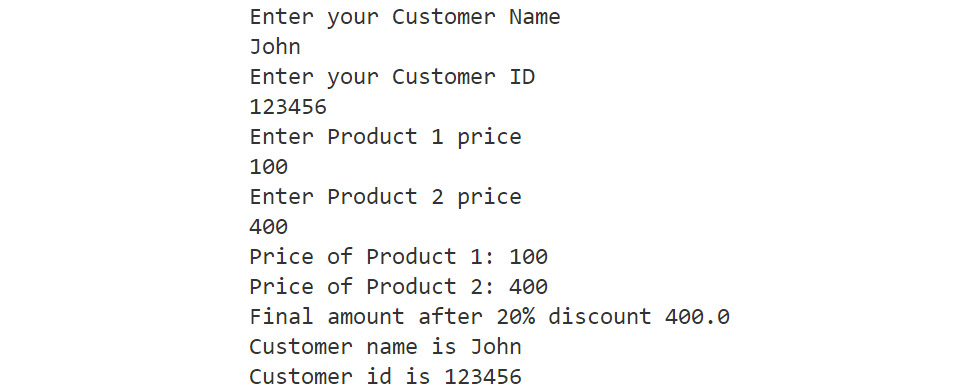 Enter your Customer Name
John
Enter your Customer ID
123456
Enter Product 1 price
100
Enter Product 2 price
400
Price of Product 1: 100
Price of Product 2: 400
Final amount after 20% discount 400.0
Customer name is John
Customer id is 123456